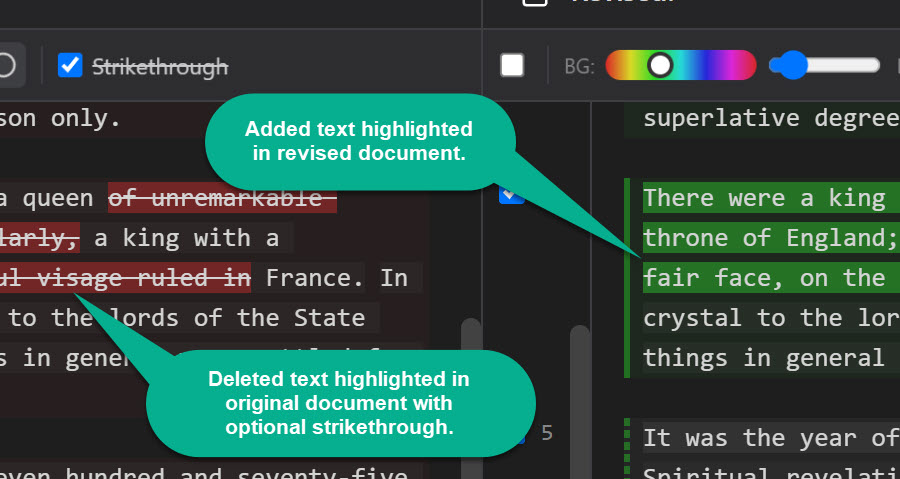 Strikethrough
BG:
son only.
superlative degree
Added text highlighted
in revised document.
a queen of unremarkable
larly, a king with a
ul visage ruled in France. In
to the lords of the State
s in gener
There were a king
throne of England;
fair face, on the
crystal to the lor
things in general
Deleted text highlighted in
original document with
optional strikethrough.
5
It was the year of
Spiritual revelati
even hundred and seventy-five